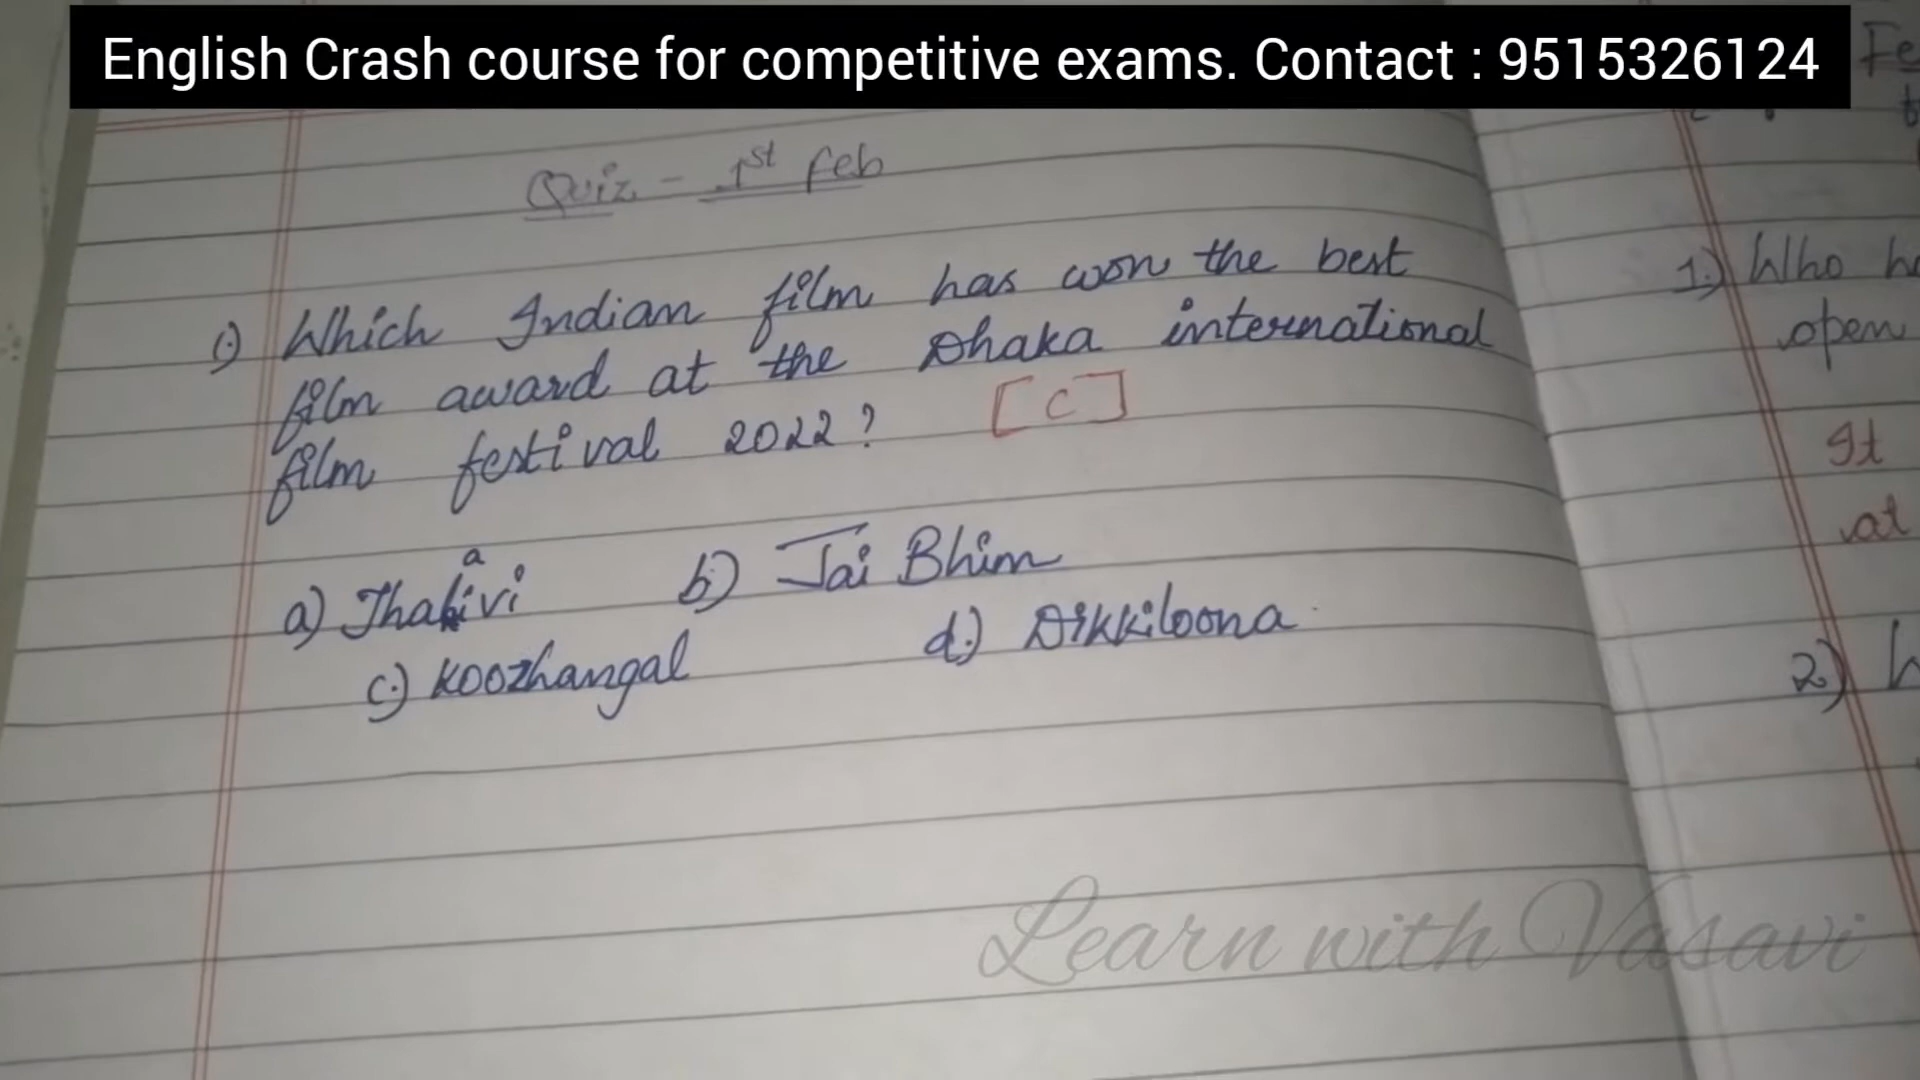 English Crash course for competitive exams. Contact : 9515326124
Quiz - 1st Feb
1) Which Indian film has won the best
film award at the Dhaka international
film festival 2022? [C]
a) Thalaivi b) Jai Bhim
c) Koozhangal d) Dikkiloona
Fe
1.) Who
open
It
at
2)
Learn with Vasavi